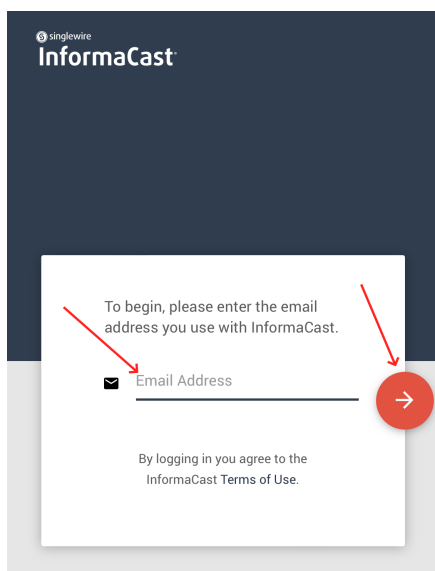 singlewire
InformaCast
To begin, please enter the email
address you use with InformaCast.
Email Address
By logging in you agree to the
InformaCast Terms of Use.